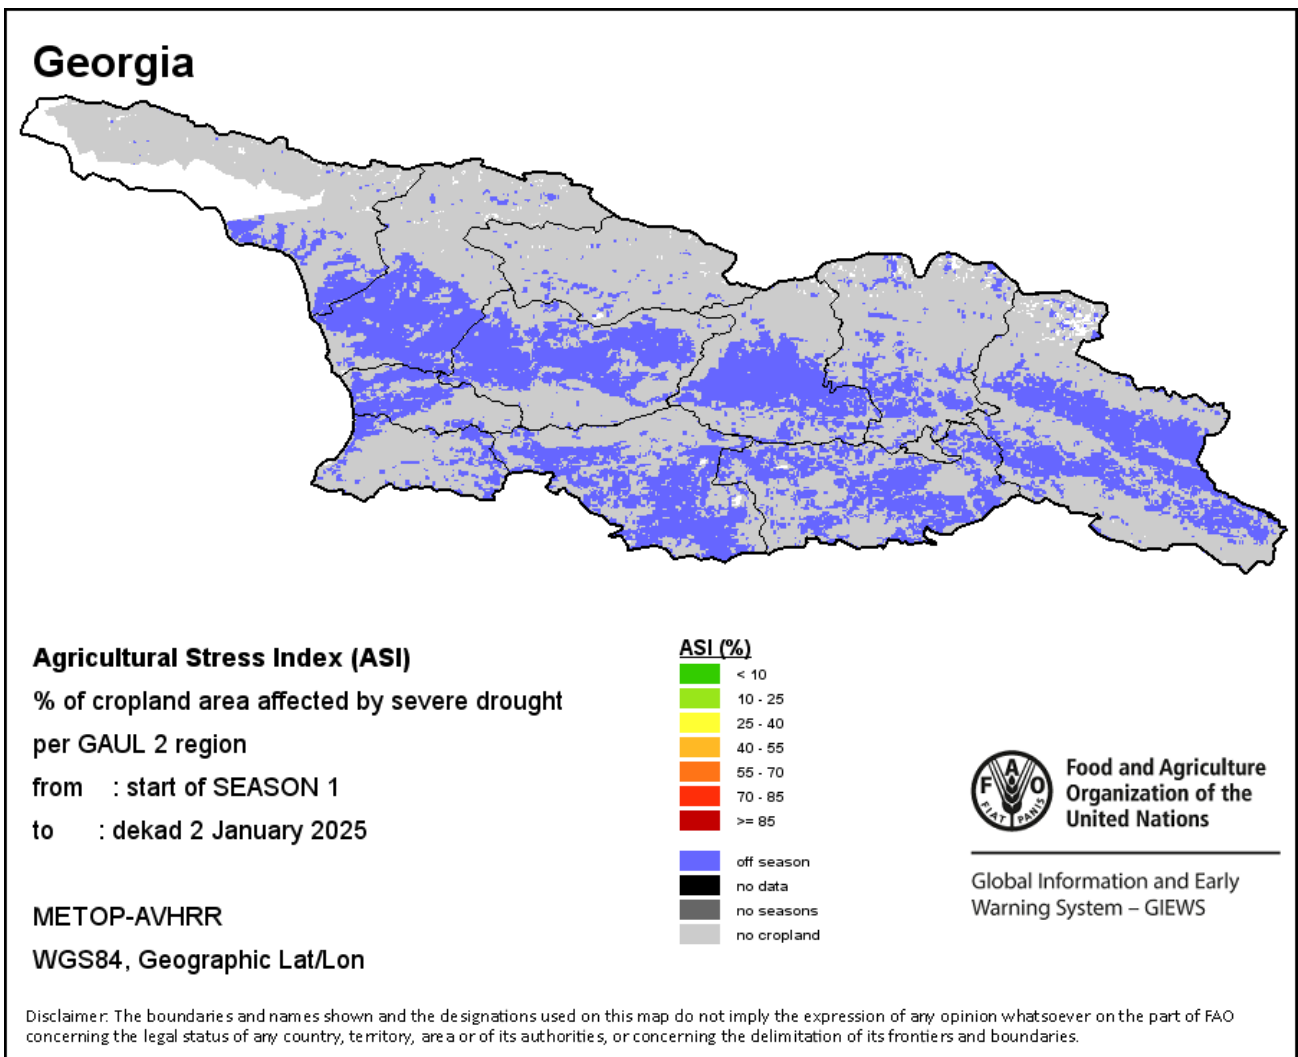 Georgia
Agricultural Stress Index (ASI)
% of cropland area affected by severe drought
per GAUL 2 region
from : start of SEASON 1
to : dekad 2 January 2025
METOP-AVHRR
WGS84, Geographic Lat/Lon
ASI (%)
< 10
10 - 25
25 - 40
40 - 55
55 - 70
70 - 85
>= 85
off season
no data
no seasons
no cropland
F A O
FIAT PANIS
Food and Agriculture
Organization of the
United Nations
Global Information and Early
Warning System – GIEWS
Disclaimer: The boundaries and names shown and the designations used on this map do not imply the expression of any opinion whatsoever on the part of FAO
concerning the legal status of any country, territory, area or of its authorities, or concerning the delimitation of its frontiers and boundaries.